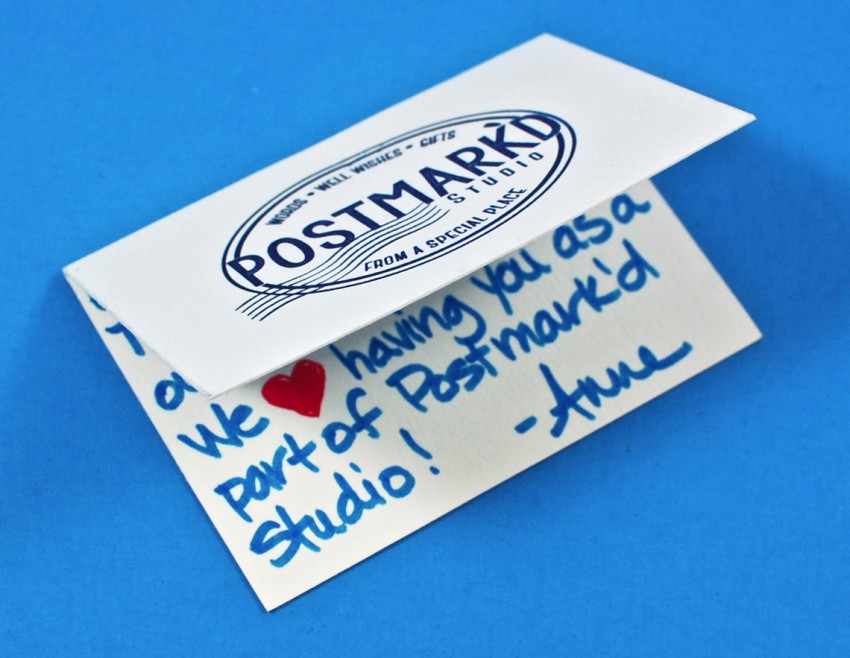 WORDS • WELL WISHES • GIFTS
POSTMARK'D
STUDIO
FROM A SPECIAL PLACE
We ❤ having you as a
part of Postmark'd
Studio!
-Anne